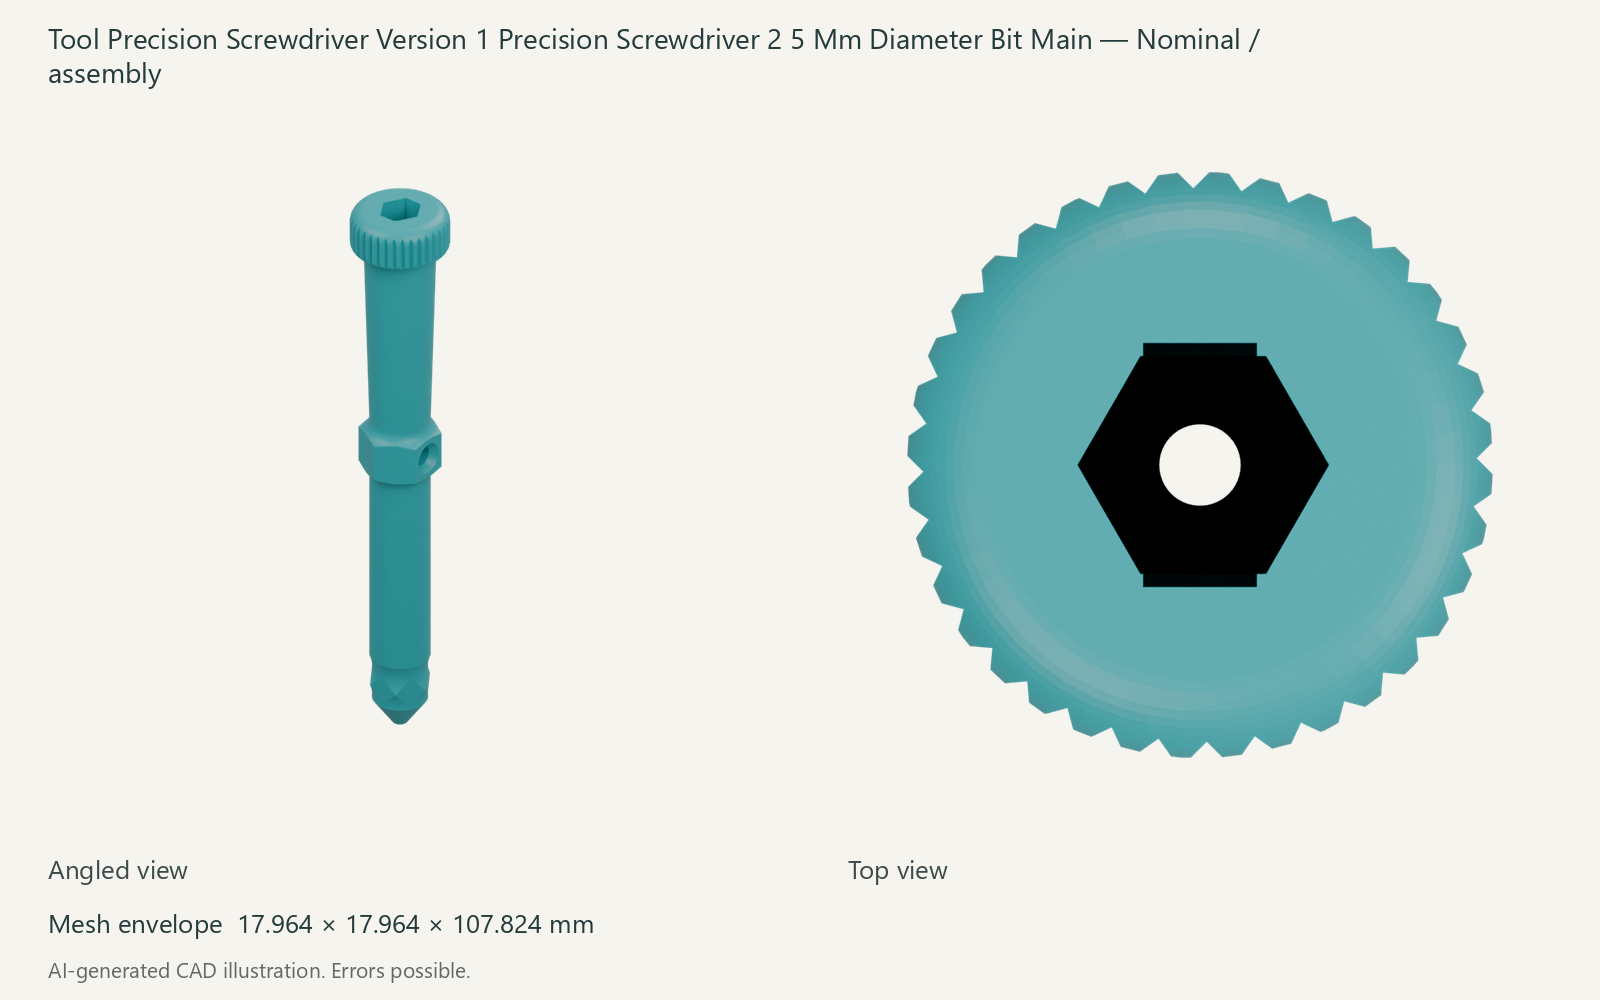 Tool Precision Screwdriver Version 1 Precision Screwdriver 2 5 Mm Diameter Bit Main — Nominal /
assembly
Angled view
Top view
Mesh envelope 17.964 × 17.964 × 107.824 mm
AI-generated CAD illustration. Errors possible.